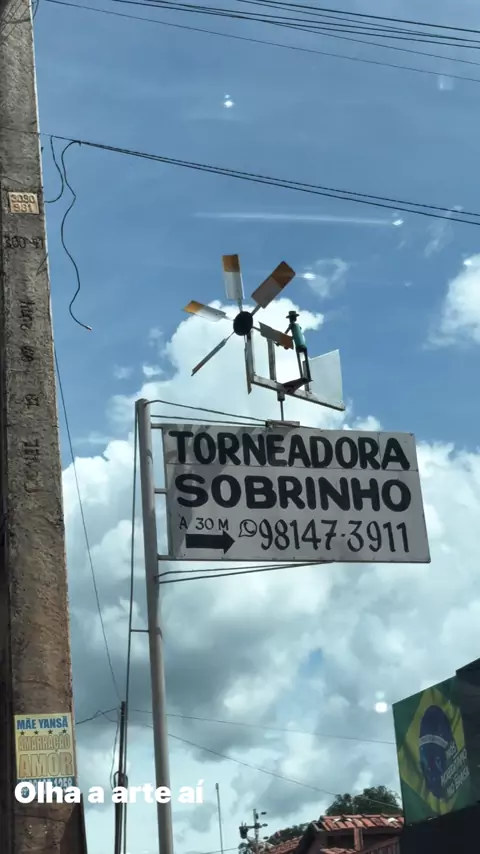 TORNEADORA
SOBRINHO
A 30 M 98147-3911
MÃE YANSÃ
AMARRAÇÃO
AMOR
Olha a arte aí